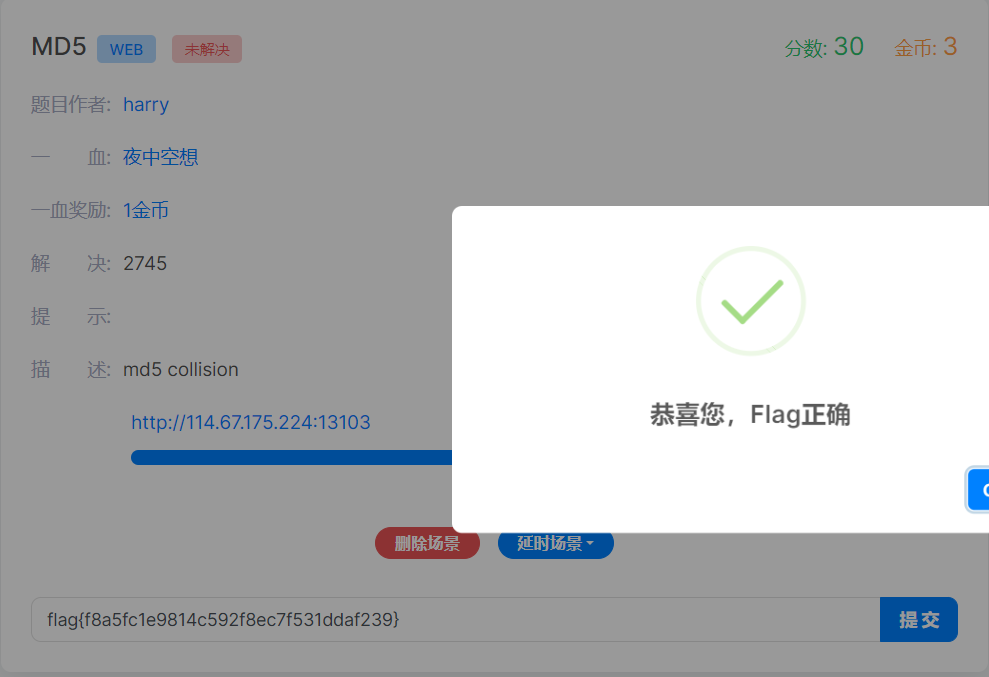 MD5 WEB 未解决 分数: 30 金币: 3
题目作者: harry
一 血: 夜中空想
一血奖励: 1金币
解 决: 2745
提 示:
描 述: md5 collision
http://114.67.175.224:13103
恭喜您，Flag正确
删除场景 延时场景
flag{f8a5fc1e9814c592f8ec7f531ddaf239} 提交